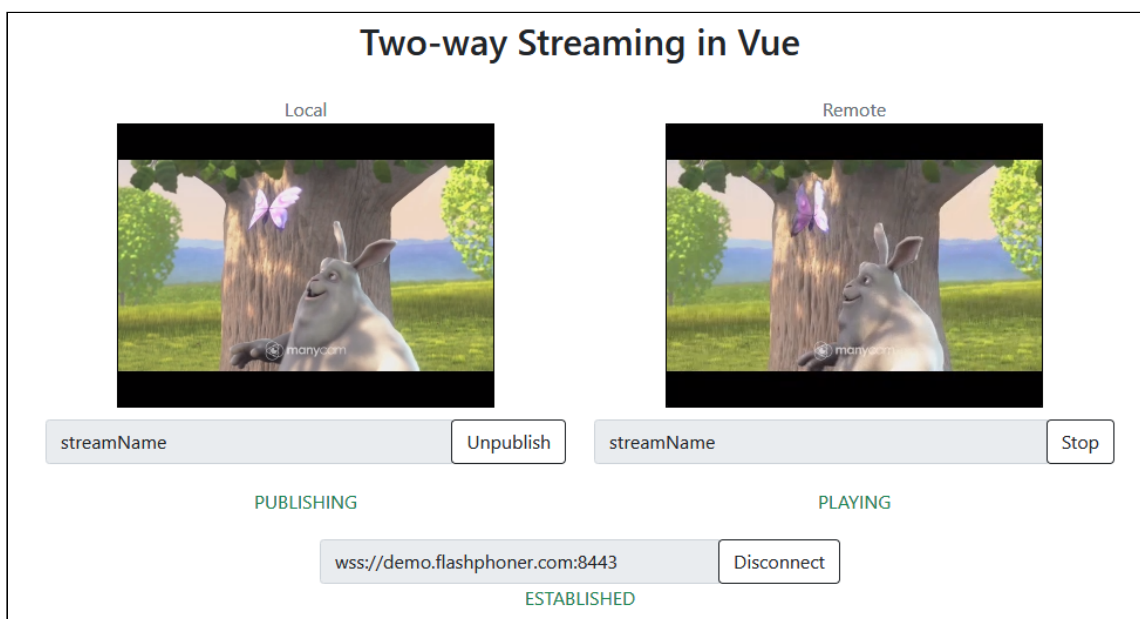 Two-way Streaming in Vue
Local
Remote
manycam
manycam
streamName
Unpublish
streamName
Stop
PUBLISHING
PLAYING
wss://demo.flashphoner.com:8443
Disconnect
ESTABLISHED